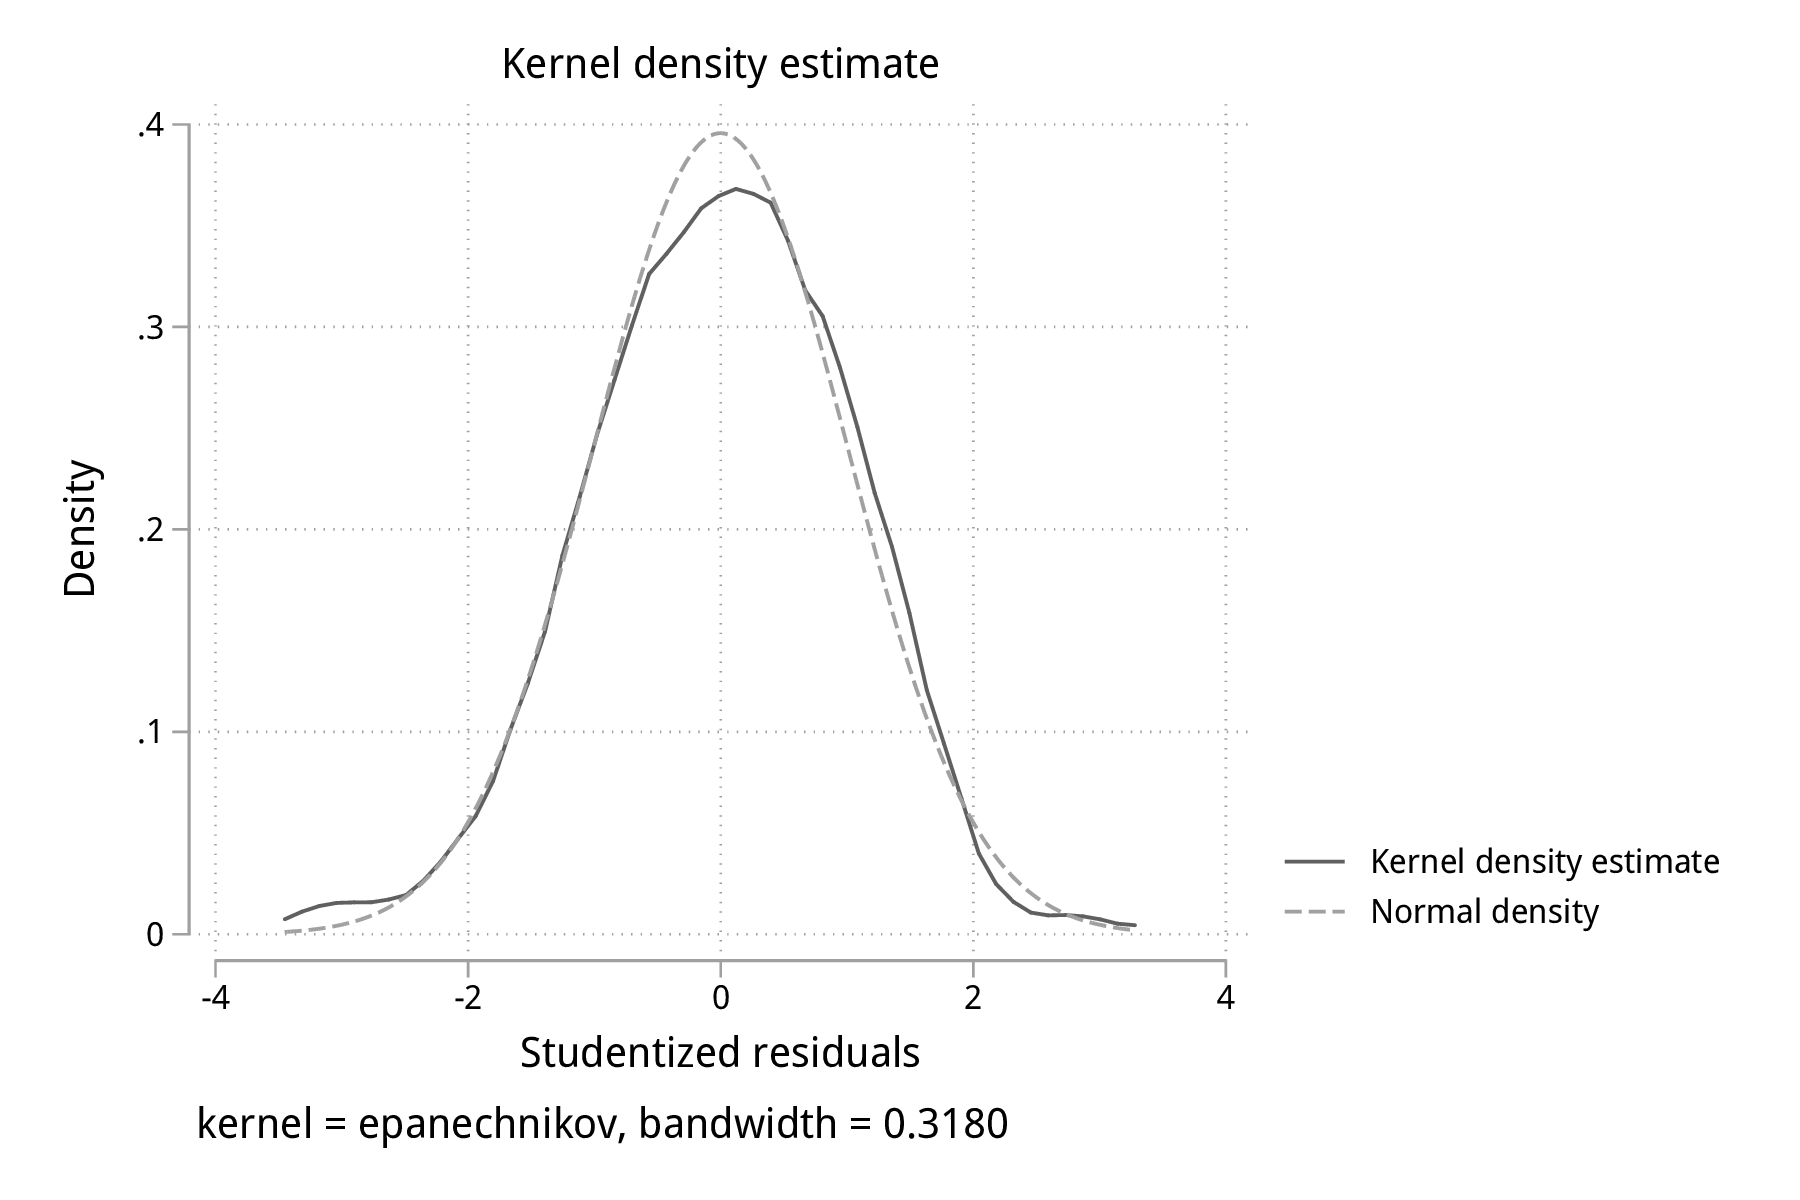 Kernel density estimate
.4
.3
.2
.1
0
Density
-4 -2 0 2 4
Studentized residuals
Kernel density estimate
Normal density
kernel = epanechnikov, bandwidth = 0.3180